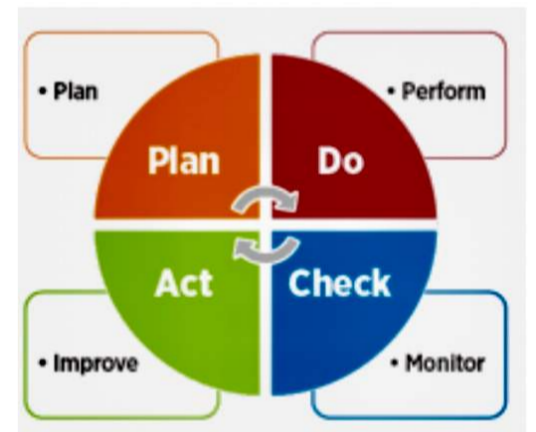 • Plan
• Perform
Plan
Do
Act
Check
• Improve
• Monitor